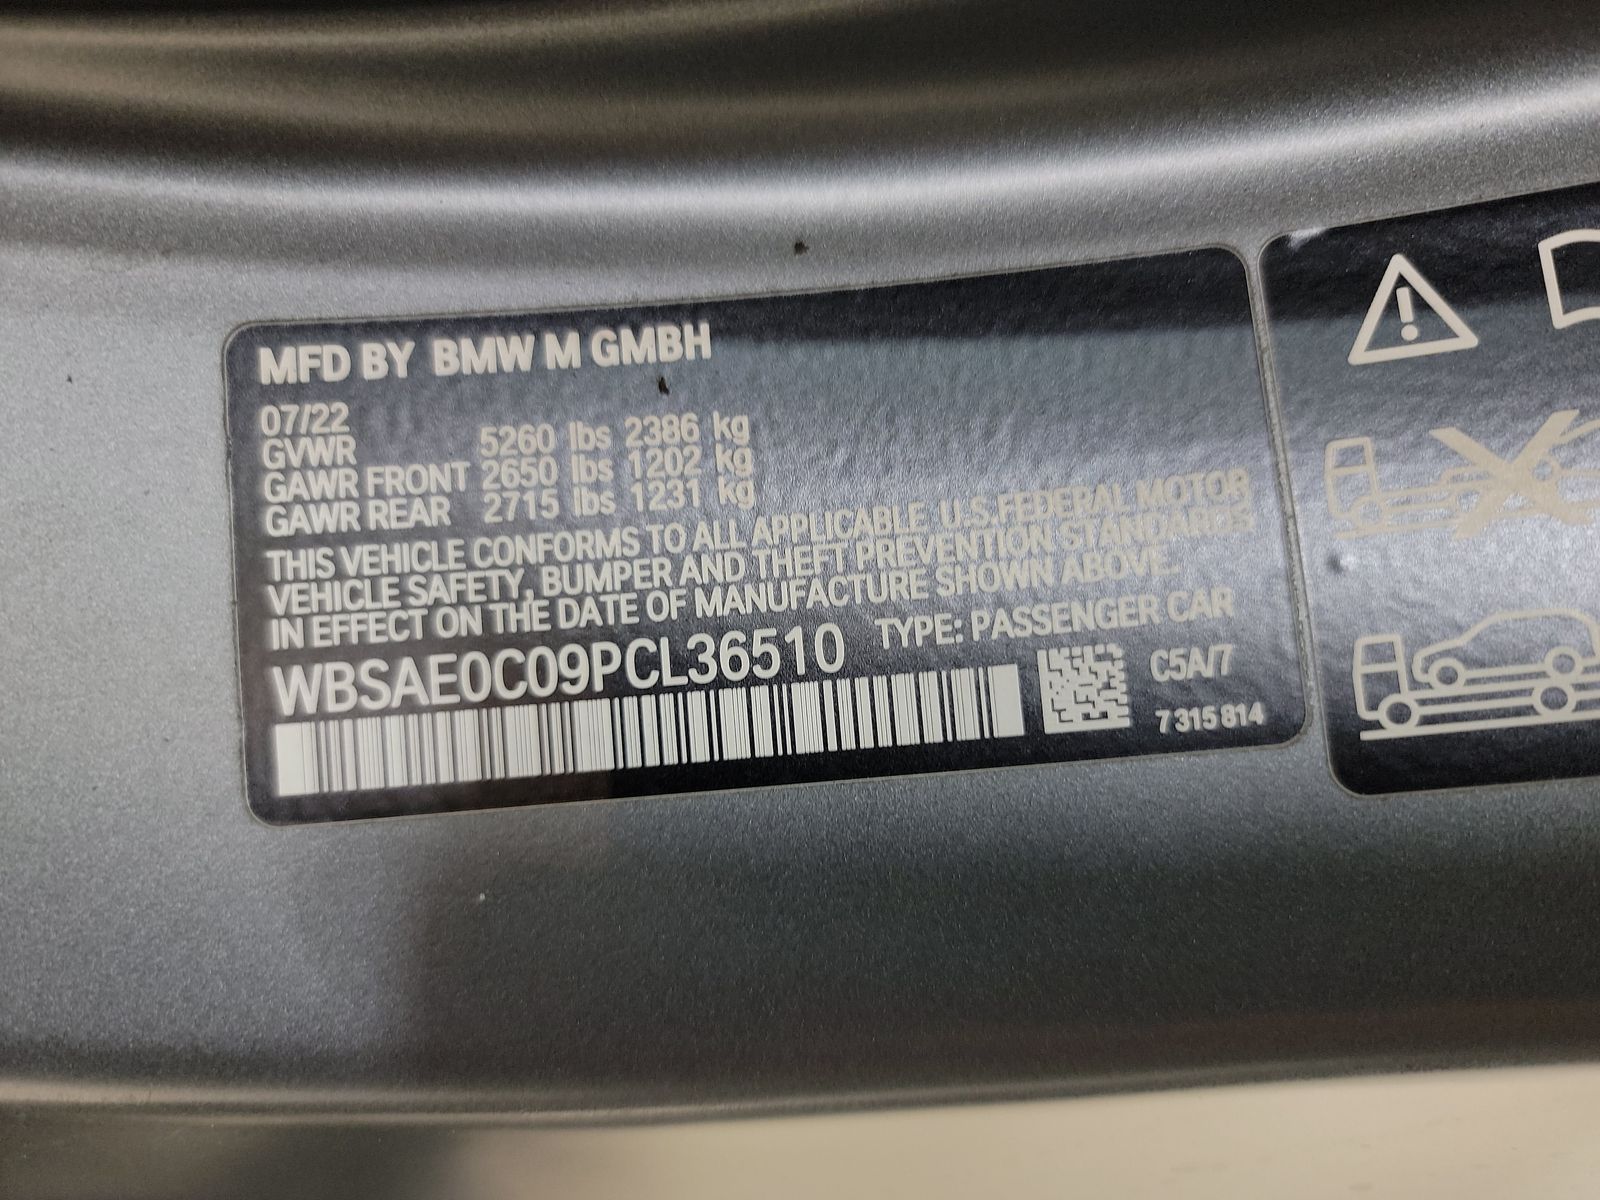 MFD BY BMW M GMBH
07/22
GVWR 5260 lbs 2386 kg
GAWR FRONT 2650 lbs 1202 kg
GAWR REAR 2715 lbs 1231 kg
THIS VEHICLE CONFORMS TO ALL APPLICABLE U.S.FEDERAL MOTOR
VEHICLE SAFETY, BUMPER AND THEFT PREVENTION STANDARDS
IN EFFECT ON THE DATE OF MANUFACTURE SHOWN ABOVE.
WBSAE0C09PCL36510 TYPE: PASSENGER CAR
C5A/7
7 315 814